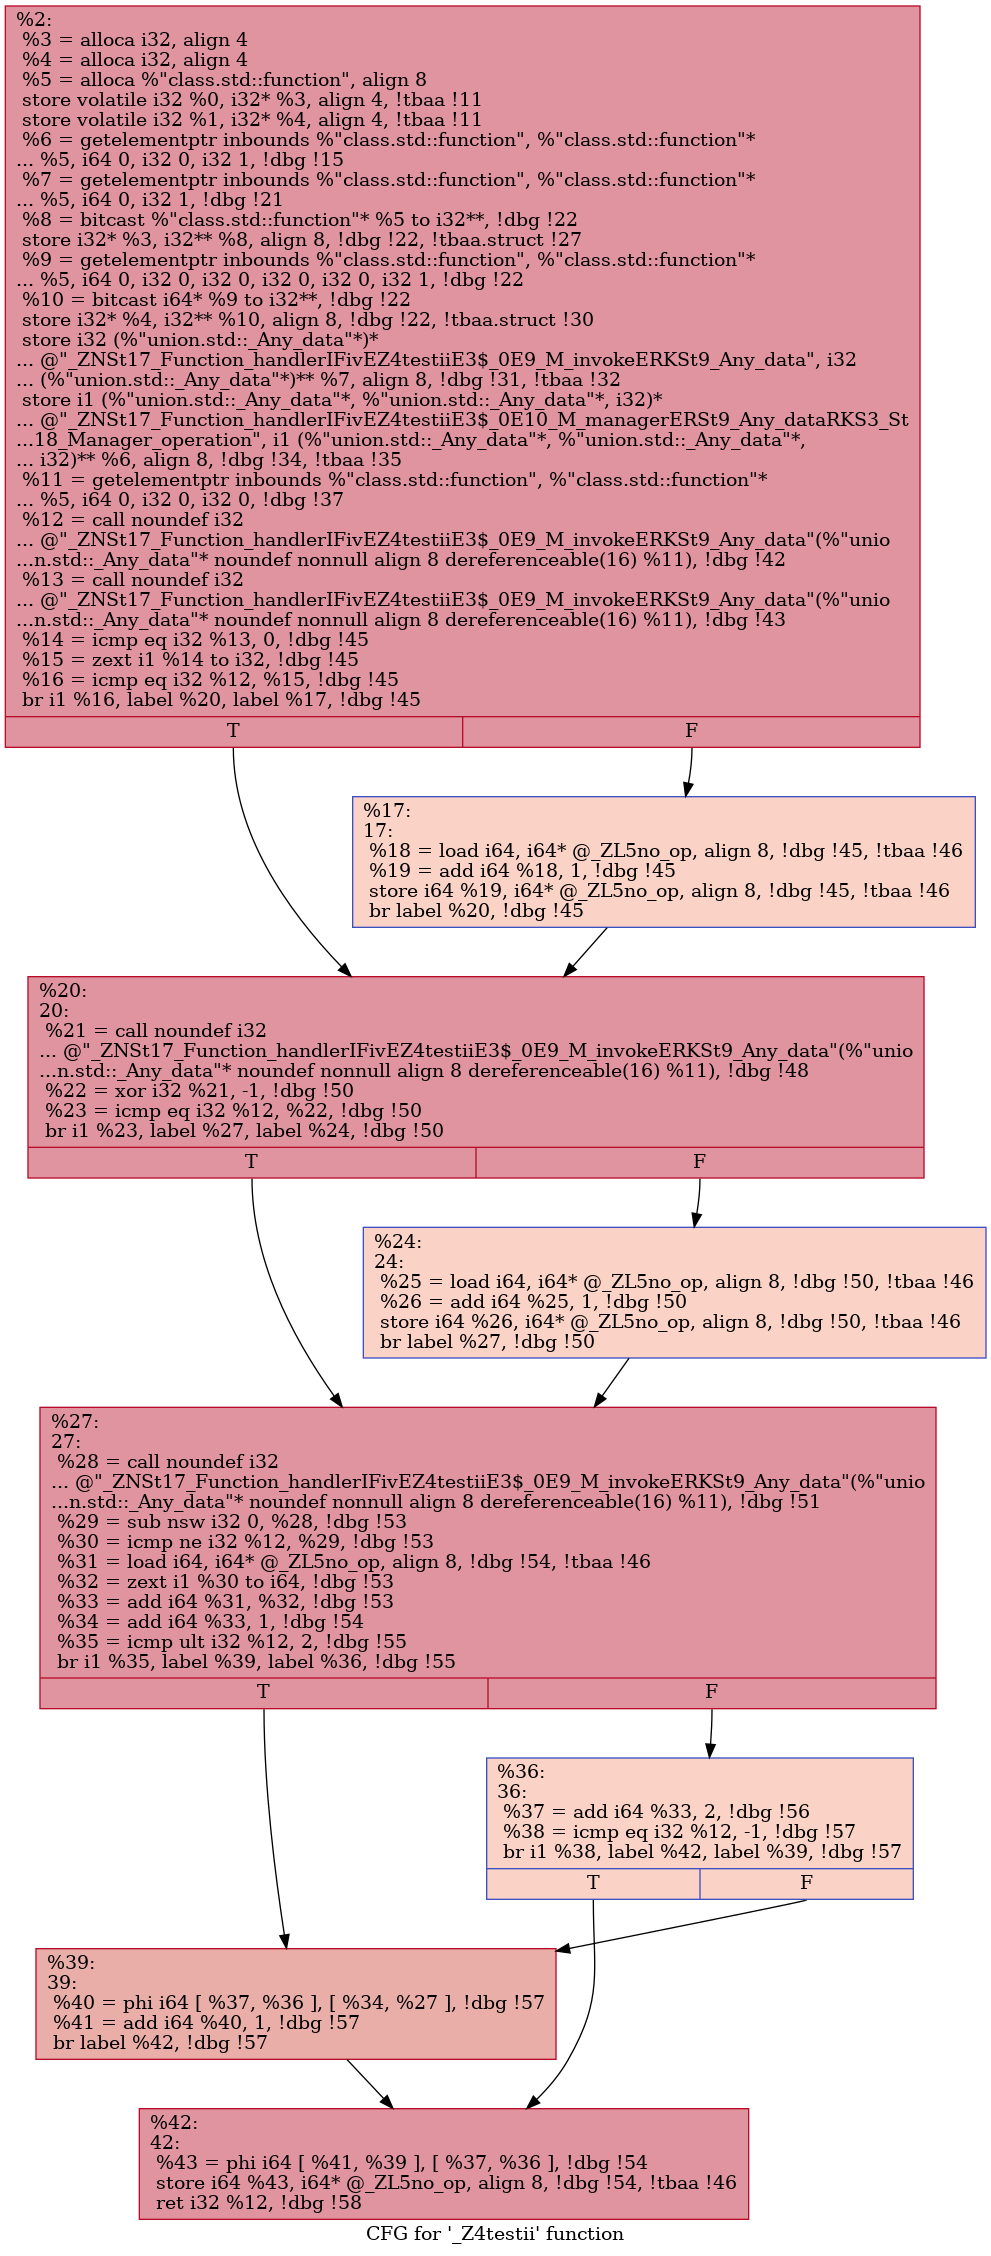 %2:
%3 = alloca i32, align 4
%4 = alloca i32, align 4
%5 = alloca %"class.std::function", align 8
store volatile i32 %0, i32* %3, align 4, !tbaa !11
store volatile i32 %1, i32* %4, align 4, !tbaa !11
%6 = getelementptr inbounds %"class.std::function", %"class.std::function"*
... %5, i64 0, i32 0, i32 1, !dbg !15
%7 = getelementptr inbounds %"class.std::function", %"class.std::function"*
... %5, i64 0, i32 1, !dbg !21
%8 = bitcast %"class.std::function"* %5 to i32**, !dbg !22
store i32* %3, i32** %8, align 8, !dbg !22, !tbaa.struct !27
%9 = getelementptr inbounds %"class.std::function", %"class.std::function"*
... %5, i64 0, i32 0, i32 0, i32 0, i32 0, i32 1, !dbg !22
%10 = bitcast i64* %9 to i32**, !dbg !22
store i32* %4, i32** %10, align 8, !dbg !22, !tbaa.struct !30
store i32 (%"union.std::_Any_data"*)*
... @"_ZNSt17_Function_handlerIFivEZ4testiiE3$_0E9_M_invokeERKSt9_Any_data", i32
... (%"union.std::_Any_data"*)** %7, align 8, !dbg !31, !tbaa !32
store i1 (%"union.std::_Any_data"*, %"union.std::_Any_data"*, i32)*
... @"_ZNSt17_Function_handlerIFivEZ4testiiE3$_0E10_M_managerERSt9_Any_dataRKS3_St
...18_Manager_operation", i1 (%"union.std::_Any_data"*, %"union.std::_Any_data"*,
... i32)** %6, align 8, !dbg !34, !tbaa !35
%11 = getelementptr inbounds %"class.std::function", %"class.std::function"*
... %5, i64 0, i32 0, i32 0, !dbg !37
%12 = call noundef i32
... @"_ZNSt17_Function_handlerIFivEZ4testiiE3$_0E9_M_invokeERKSt9_Any_data"(%"unio
...n.std::_Any_data"* noundef nonnull align 8 dereferenceable(16) %11), !dbg !42
%13 = call noundef i32
... @"_ZNSt17_Function_handlerIFivEZ4testiiE3$_0E9_M_invokeERKSt9_Any_data"(%"unio
...n.std::_Any_data"* noundef nonnull align 8 dereferenceable(16) %11), !dbg !43
%14 = icmp eq i32 %13, 0, !dbg !45
%15 = zext i1 %14 to i32, !dbg !45
%16 = icmp eq i32 %12, %15, !dbg !45
br i1 %16, label %20, label %17, !dbg !45
T F
%17:
17:
%18 = load i64, i64* @_ZL5no_op, align 8, !dbg !45, !tbaa !46
%19 = add i64 %18, 1, !dbg !45
store i64 %19, i64* @_ZL5no_op, align 8, !dbg !45, !tbaa !46
br label %20, !dbg !45
%20:
20:
%21 = call noundef i32
... @"_ZNSt17_Function_handlerIFivEZ4testiiE3$_0E9_M_invokeERKSt9_Any_data"(%"unio
...n.std::_Any_data"* noundef nonnull align 8 dereferenceable(16) %11), !dbg !48
%22 = xor i32 %21, -1, !dbg !50
%23 = icmp eq i32 %12, %22, !dbg !50
br i1 %23, label %27, label %24, !dbg !50
T F
%24:
24:
%25 = load i64, i64* @_ZL5no_op, align 8, !dbg !50, !tbaa !46
%26 = add i64 %25, 1, !dbg !50
store i64 %26, i64* @_ZL5no_op, align 8, !dbg !50, !tbaa !46
br label %27, !dbg !50
%27:
27:
%28 = call noundef i32
... @"_ZNSt17_Function_handlerIFivEZ4testiiE3$_0E9_M_invokeERKSt9_Any_data"(%"unio
...n.std::_Any_data"* noundef nonnull align 8 dereferenceable(16) %11), !dbg !51
%29 = sub nsw i32 0, %28, !dbg !53
%30 = icmp ne i32 %12, %29, !dbg !53
%31 = load i64, i64* @_ZL5no_op, align 8, !dbg !54, !tbaa !46
%32 = zext i1 %30 to i64, !dbg !53
%33 = add i64 %31, %32, !dbg !53
%34 = add i64 %33, 1, !dbg !54
%35 = icmp ult i32 %12, 2, !dbg !55
br i1 %35, label %39, label %36, !dbg !55
T F
%36:
36:
%37 = add i64 %33, 2, !dbg !56
%38 = icmp eq i32 %12, -1, !dbg !57
br i1 %38, label %42, label %39, !dbg !57
T F
%39:
39:
%40 = phi i64 [ %37, %36 ], [ %34, %27 ], !dbg !57
%41 = add i64 %40, 1, !dbg !57
br label %42, !dbg !57
%42:
42:
%43 = phi i64 [ %41, %39 ], [ %37, %36 ], !dbg !54
store i64 %43, i64* @_ZL5no_op, align 8, !dbg !54, !tbaa !46
ret i32 %12, !dbg !58
CFG for '_Z4testii' function